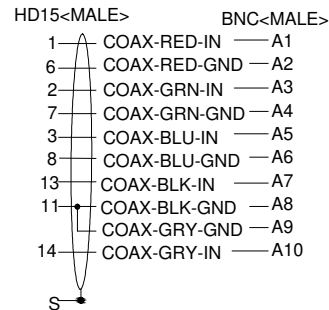 HD15<MALE> BNC<MALE>
1 COAX-RED-IN A1
6 COAX-RED-GND A2
2 COAX-GRN-IN A3
7 COAX-GRN-GND A4
3 COAX-BLU-IN A5
8 COAX-BLU-GND A6
13 COAX-BLK-IN A7
11 COAX-BLK-GND A8
COAX-GRY-GND A9
14 COAX-GRY-IN A10
S